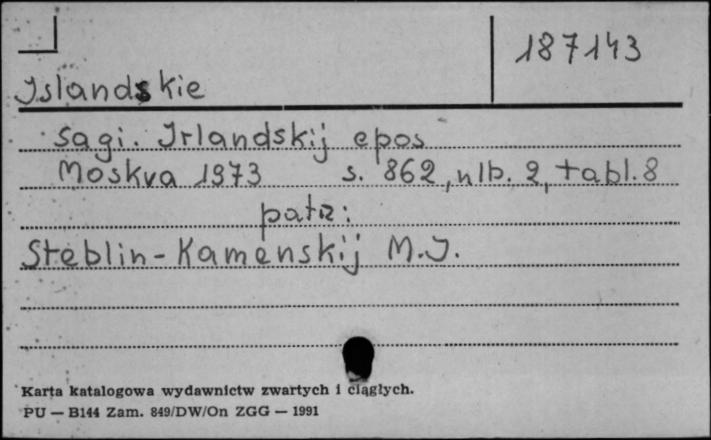 187143
Islandskie
sagi. Irlandskij epos
Moskva 1973 s. 862, nlb. 2, tabl. 8
patrz:
Steblin-Kamenskij M.I.
Karta katalogowa wydawnictw zwartych i ciągłych.
PU — B144 Zam. 849/DW/On ZGG — 1991